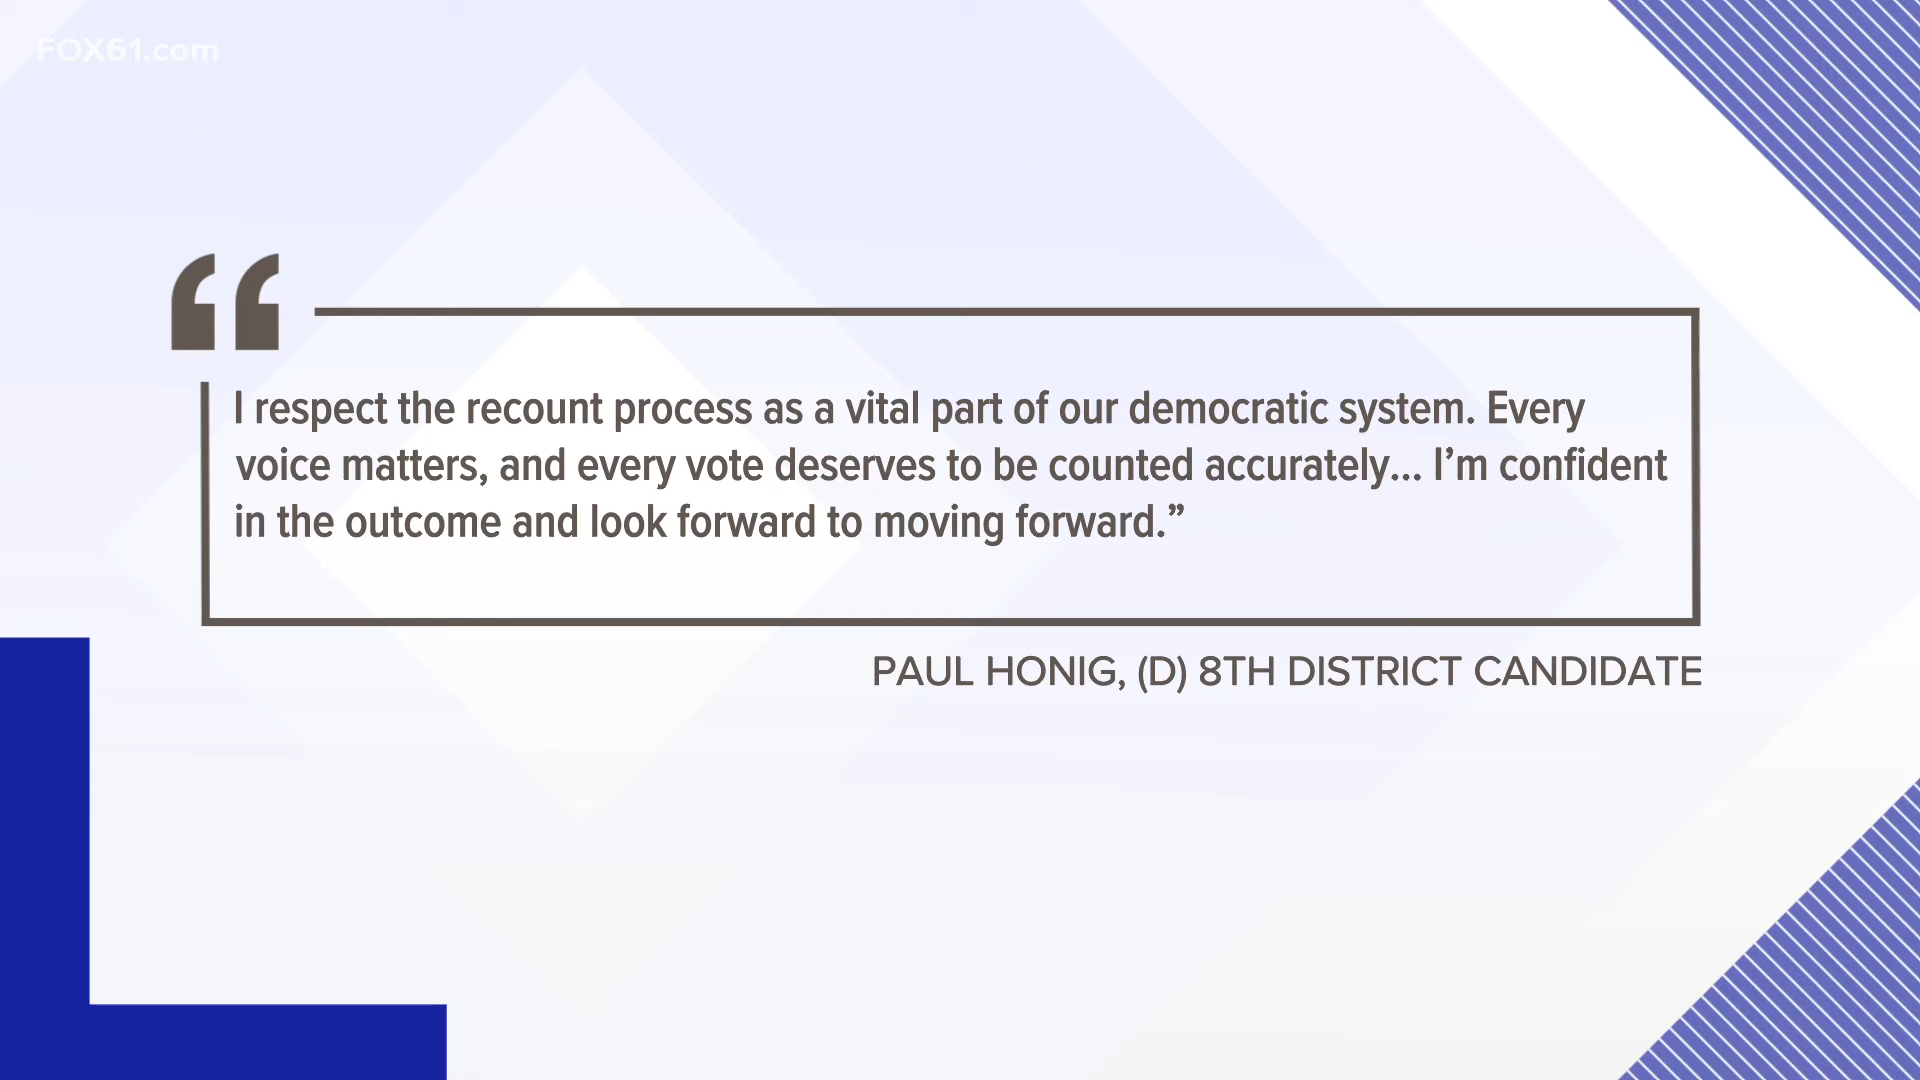 FOX61.com
“
I respect the recount process as a vital part of our democratic system. Every
voice matters, and every vote deserves to be counted accurately... I’m confident
in the outcome and look forward to moving forward.”
PAUL HONIG, (D) 8TH DISTRICT CANDIDATE